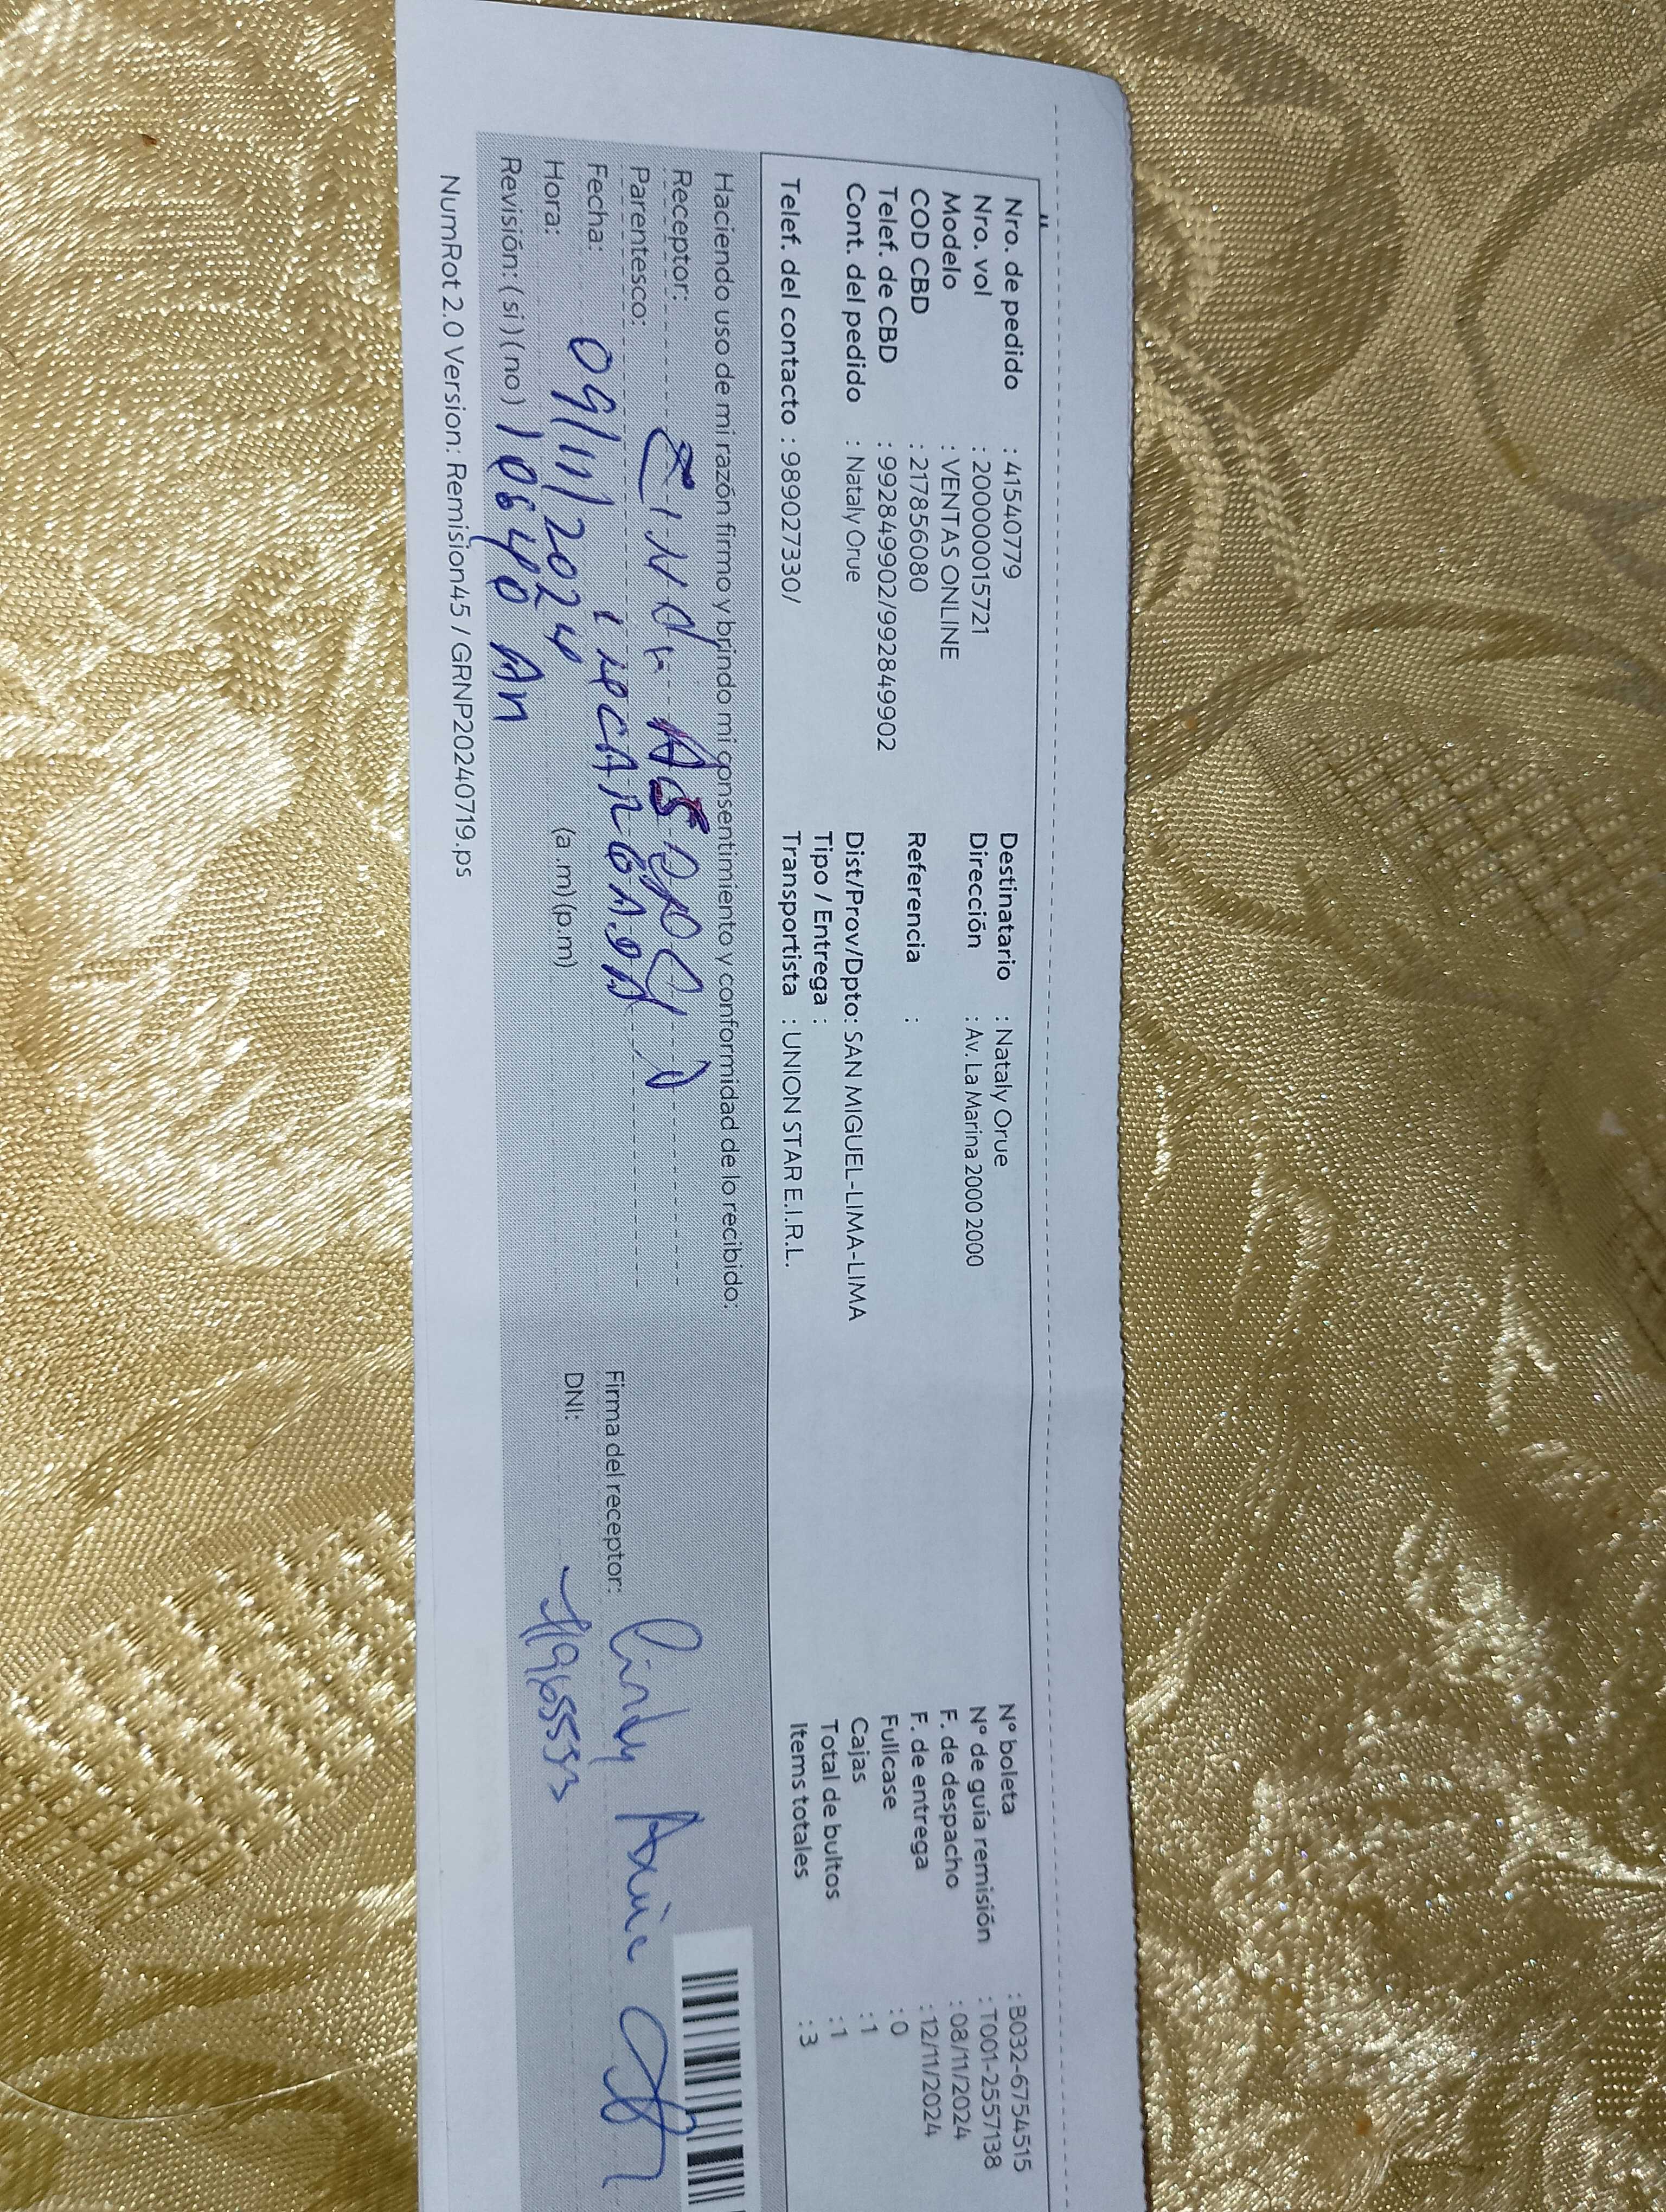 Nro. de pedido : 41540779
Nro. vol : 2000000015721
Modelo : VENTAS ONLINE
COD CBD : 217856080
Telef. de CBD : 992849902/992849902
Cont. del pedido : Nataly Orue
Telef. del contacto : 989027330/
Destinatario : Nataly Orue
Dirección : Av. La Marina 2000 2000
Referencia :
Dist/Prov/Dpto: SAN MIGUEL-LIMA-LIMA
Tipo / Entrega :
Transportista : UNION STAR E.I.R.L.
N° boleta : B032-6754515
N° de guía remisión : T001-2557138
F. de despacho : 08/11/2024
F. de entrega : 12/11/2024
Fullcase : 0
Cajas : 1
Total de bultos : 1
Items totales : 3
Haciendo uso de mi razón firmo y brindo mi consentimiento y conformidad de lo recibido:
Receptor:
Parentesco:
Fecha: 09/11/2024
Hora: (a .m)(p.m)
Revisión:(si)(no)
Firma del receptor: Cindy
DNI:
NumRot 2.0 Version: Remision45 / GRNP20240719.ps